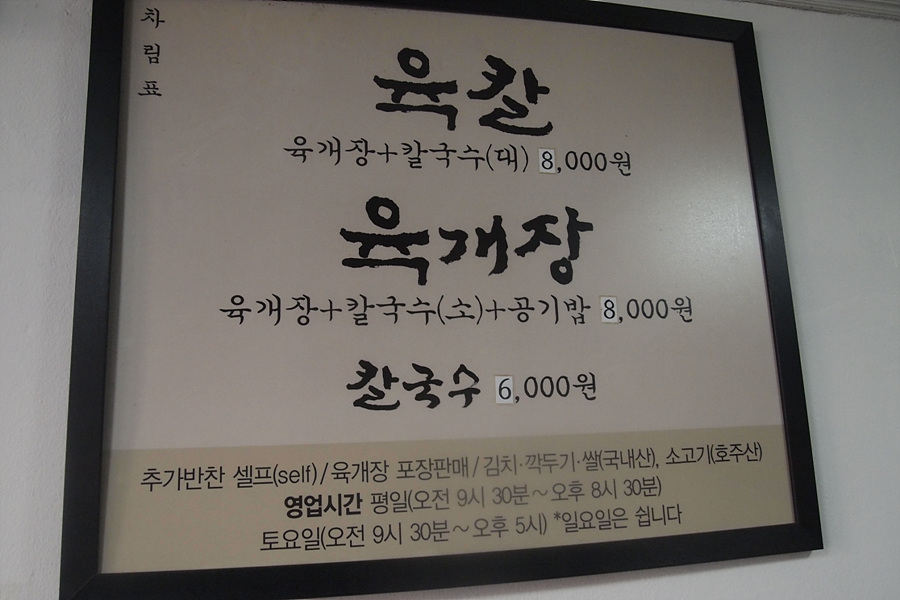 차림표
육칼
육개장+칼국수(대) 8,000원
육개장
육개장+칼국수(소)+공기밥 8,000원
칼국수 6,000원
추가반찬 셀프(self)/육개장 포장판매/김치·깍두기·쌀(국내산), 소고기(호주산)
영업시간 평일(오전 9시 30분~오후 8시 30분)
토요일(오전 9시 30분~오후 5시) *일요일은 쉽니다